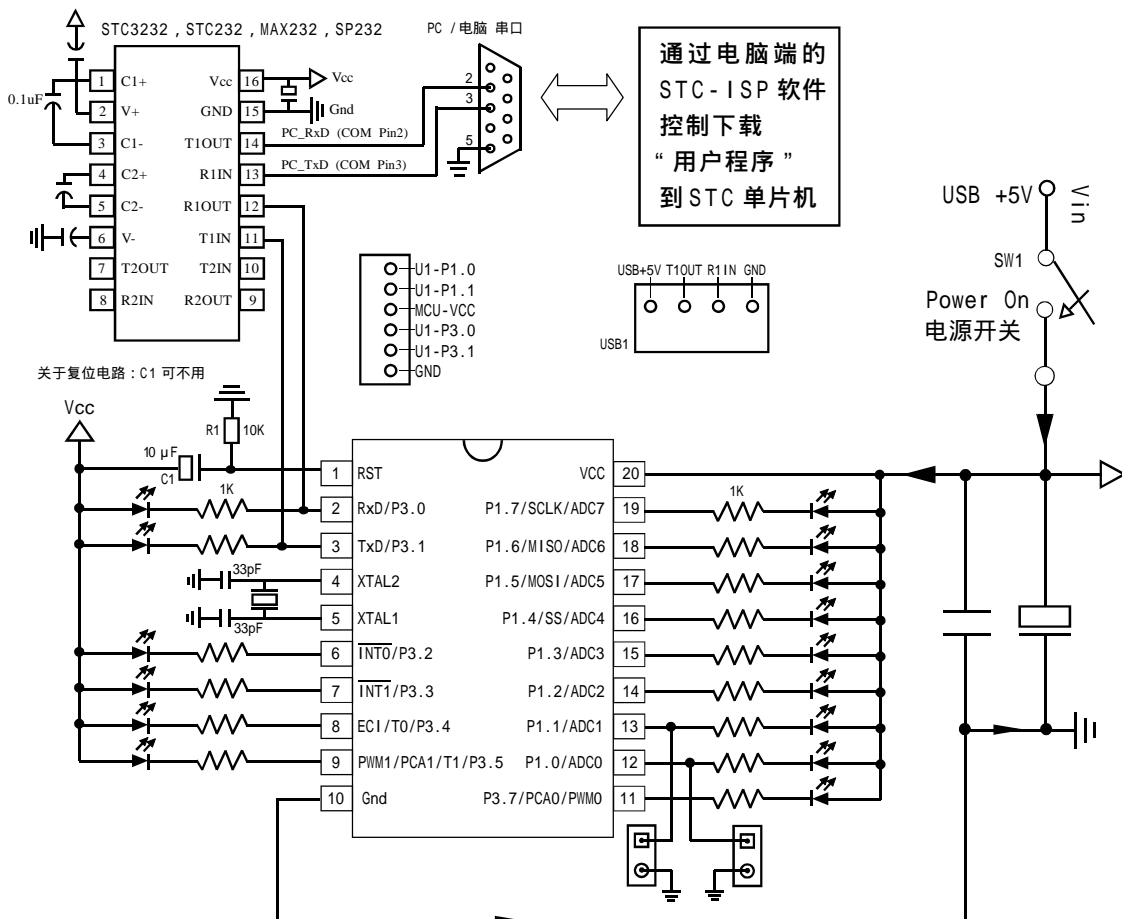 STC3232 , STC232 , MAX232 , SP232
PC / 电脑 串口
1 C1+ Vcc 16 Vcc
0.1uF
2 V+ GND 15 Gnd
3 C1- T1OUT 14 PC_RxD (COM Pin2)
4 C2+ R1IN 13 PC_TxD (COM Pin3)
5 C2- R1OUT 12
6 V- T1IN 11
7 T2OUT T2IN 10
8 R2IN R2OUT 9
2
3
5
通过电脑端的
STC-ISP 软件
控制下载
“ 用户程序 ”
到 STC 单片机
USB +5V Vin
SW1
Power On
电源开关
U1-P1.0
U1-P1.1
MCU-VCC
U1-P3.0
U1-P3.1
GND
USB+5V T1OUT R1IN GND
USB1
关于复位电路 : C1 可不用
Vcc
R1 10K
10 μF
C1
1K
33pF
33pF
1K
1 RST VCC 20
2 RxD/P3.0 P1.7/SCLK/ADC7 19
3 TxD/P3.1 P1.6/MISO/ADC6 18
4 XTAL2 P1.5/MOSI/ADC5 17
5 XTAL1 P1.4/SS/ADC4 16
6 INT0/P3.2 P1.3/ADC3 15
7 INT1/P3.3 P1.2/ADC2 14
8 ECI/T0/P3.4 P1.1/ADC1 13
9 PWM1/PCA1/T1/P3.5 P1.0/ADC0 12
10 Gnd P3.7/PCA0/PWM0 11